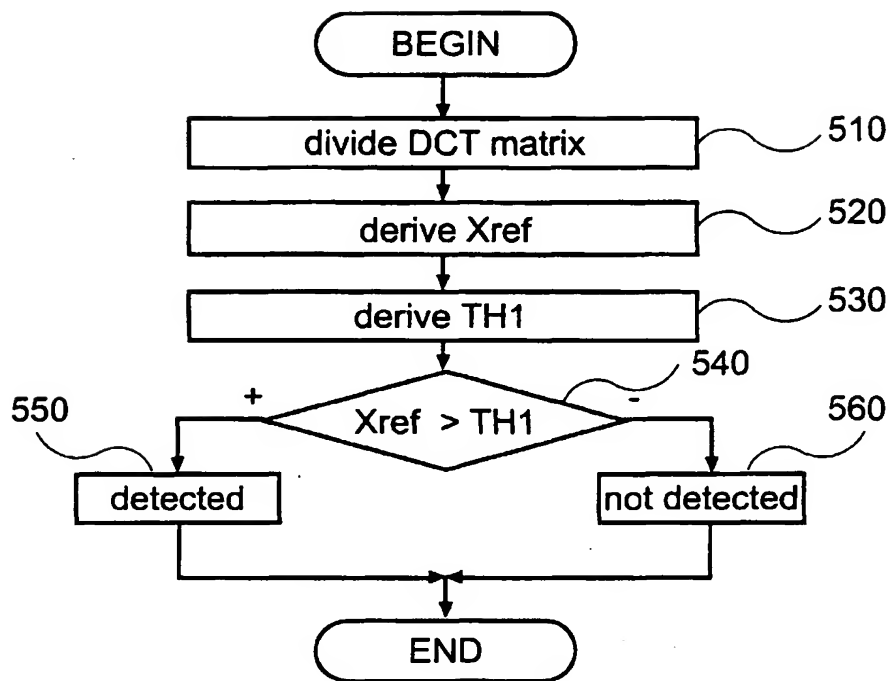 BEGIN
divide DCT matrix
510
derive Xref
520
derive TH1
530
540
+
Xref > TH1
-
550
560
detected
not detected
END